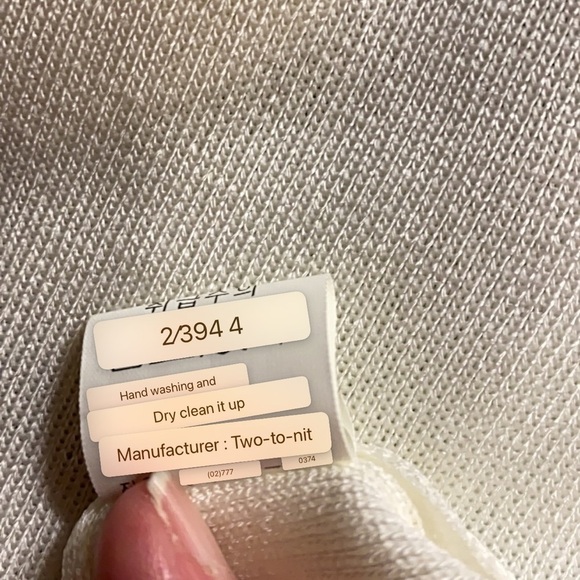 2/394 4
Hand washing and
Dry clean it up
Manufacturer : Two-to-nit
(02)777
0374